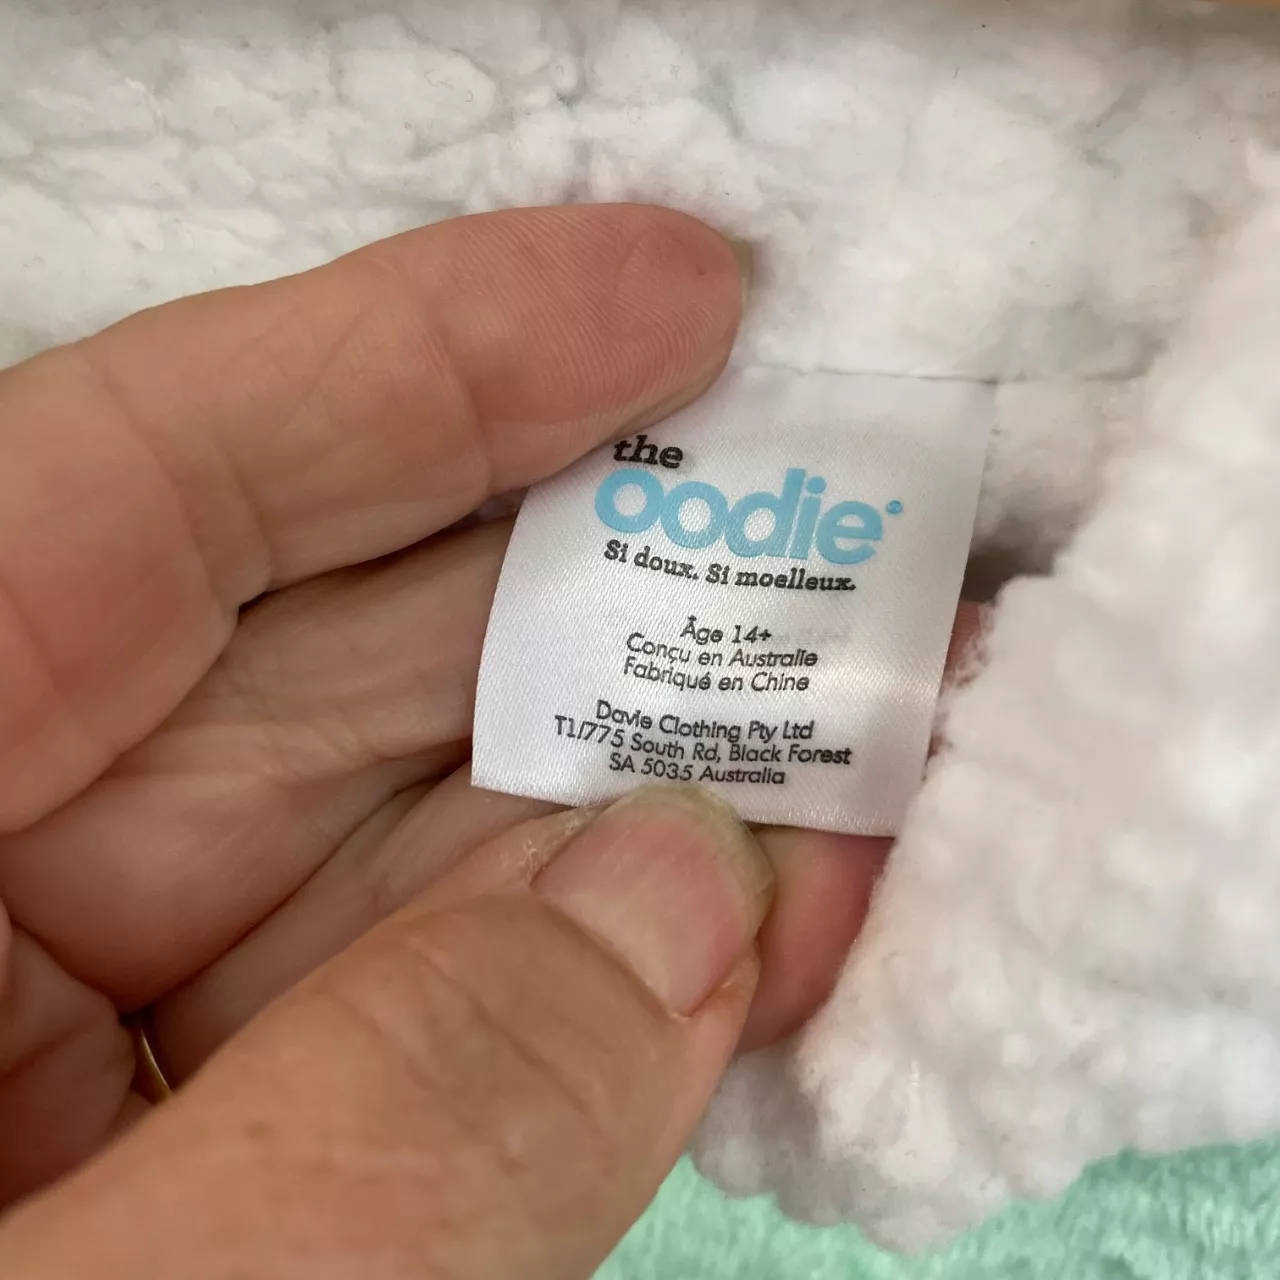 the
oodie
Si doux. Si moelleux.
Âge 14+
Conçu en Australie
Fabriqué en Chine
Davie Clothing Pty Ltd
T1/775 South Rd, Black Forest
SA 5035 Australia